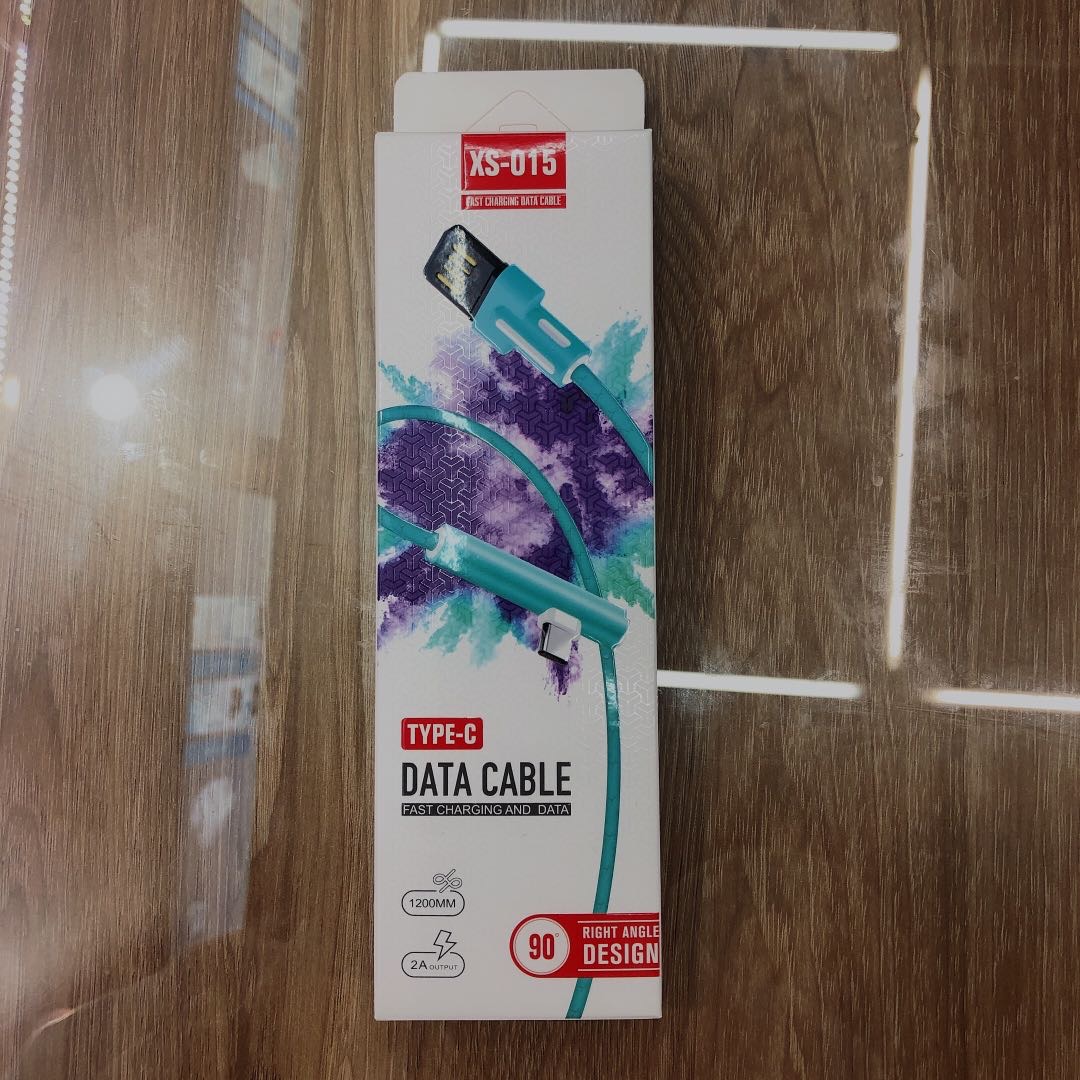 XS-015
FAST CHARGING DATA CABLE
TYPE-C
DATA CABLE
FAST CHARGING AND DATA
1200MM
2A OUTPUT
90°
RIGHT ANGLE
DESIGN